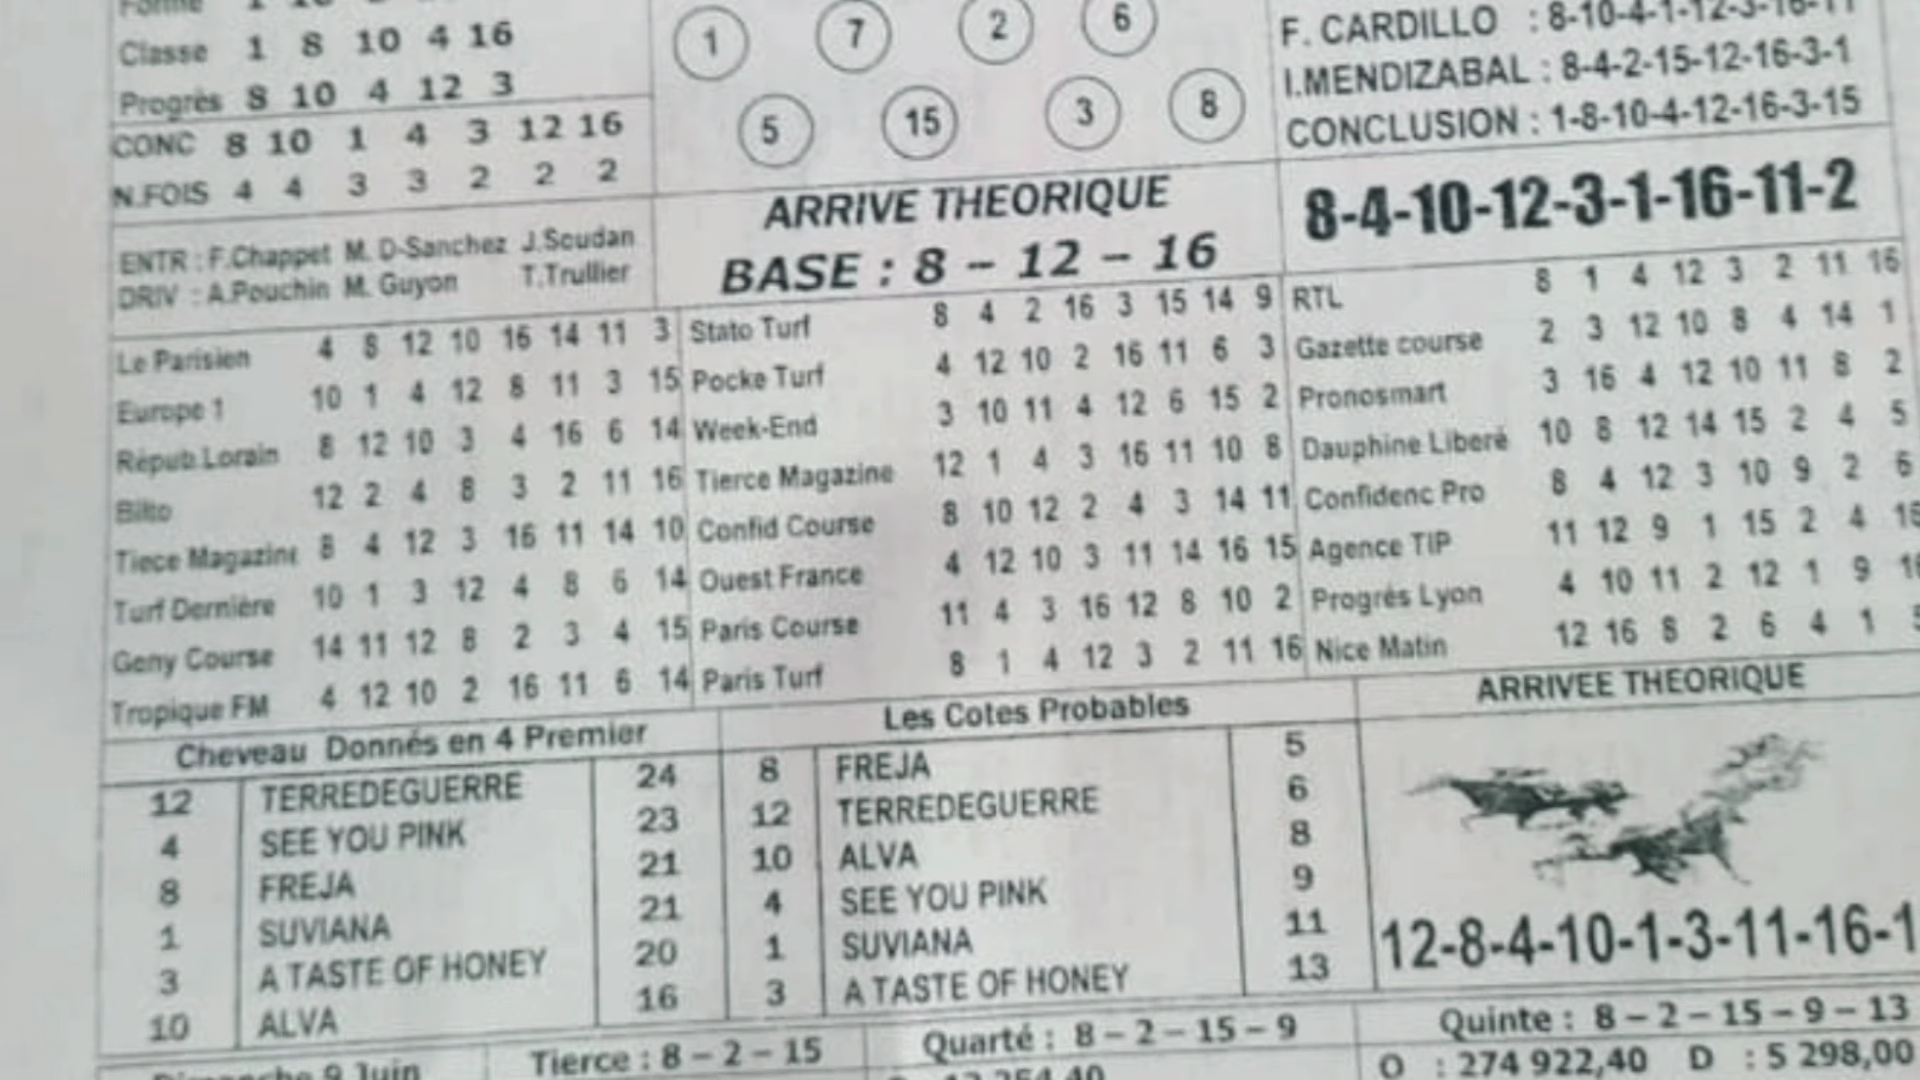 Classe 1 8 10 4 16
Progrès 8 10 4 12 3
CONC 8 10 1 4 3 12 16
N.FOIS 4 4 3 3 2 2 2
ENTR : F.Chappet M. D-Sanchez J.Soudan
DRIV : A.Pouchin M. Guyon T.Trullier
1 7 2 6
5 15 3 8
ARRIVE THEORIQUE
BASE : 8 – 12 – 16
F. CARDILLO : 8-10-4-1-12-3-16-11
I.MENDIZABAL : 8-4-2-15-12-16-3-1
CONCLUSION : 1-8-10-4-12-16-3-15
8-4-10-12-3-1-16-11-2
Le Parisien 4 8 12 10 16 14 11 3
Europe 1 10 1 4 12 8 11 3 15
Répub Lorain 8 12 10 3 4 16 6 14
Bilto 12 2 4 8 3 2 11 16
Tiece Magazine 8 4 12 3 16 11 14 10
Turf Dernière 10 1 3 12 4 8 6 14
Geny Course 14 11 12 8 2 3 4 15
Tropique FM 4 12 10 2 16 11 6 14
Stato Turf 8 4 2 16 3 15 14 9
Pocke Turf 4 12 10 2 16 11 6 3
Week-End 3 10 11 4 12 6 15 2
Tierce Magazine 12 1 4 3 16 11 10 8
Confid Course 8 10 12 2 4 3 14 11
Ouest France 4 12 10 3 11 14 16 15
Paris Course 11 4 3 16 12 8 10 2
Paris Turf 8 1 4 12 3 2 11 16
RTL 8 1 4 12 3 2 11 16
Gazette course 2 3 12 10 8 4 14 1
Pronosmart 3 16 4 12 10 11 8 2
Dauphine Liberé 10 8 12 14 15 2 4 5
Confidenc Pro 8 4 12 3 10 9 2 6
Agence TIP 11 12 9 1 15 2 4
Progrés Lyon 4 10 11 2 12 1 9
Nice Matin 12 16 8 2 6 4 1
Cheveau Donnés en 4 Premier
12 TERREDEGUERRE 24
4 SEE YOU PINK 23
8 FREJA 21
1 SUVIANA 21
3 A TASTE OF HONEY 20
10 ALVA 16
Les Cotes Probables
8 FREJA 5
12 TERREDEGUERRE 6
10 ALVA 8
4 SEE YOU PINK 9
1 SUVIANA 11
3 A TASTE OF HONEY 13
ARRIVEE THEORIQUE
12-8-4-10-1-3-11-16-1
Dimanche 9 Juin
Tierce : 8 – 2 – 15
Quarté : 8 – 2 – 15 – 9
Quinte : 8 – 2 – 15 – 9 – 13
O : 274 922,40 D : 5 298,00